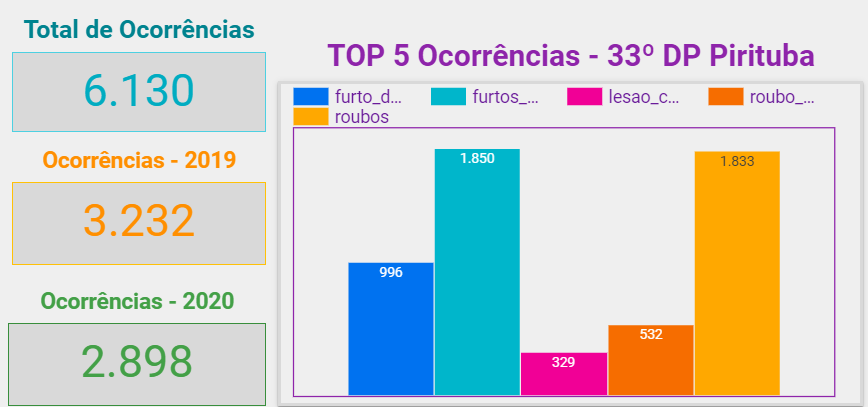 Total de Ocorrências
6.130
Ocorrências - 2019
3.232
Ocorrências - 2020
2.898
TOP 5 Ocorrências - 33º DP Pirituba
furto_d... furtos_... lesao_c... roubo_...
roubos
996
1.850
329
532
1.833